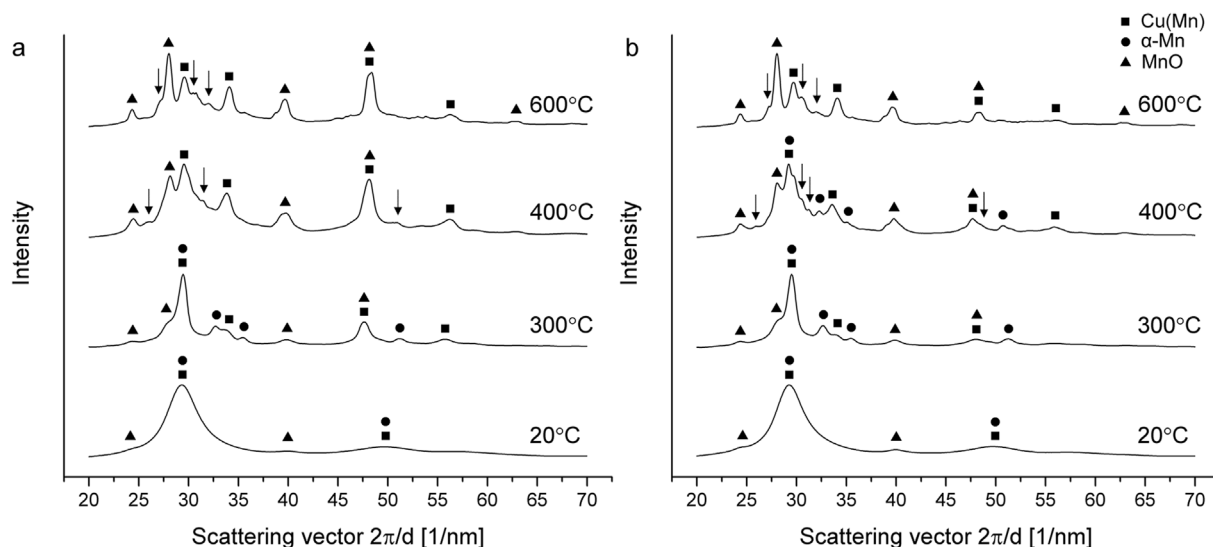 a
600°C
400°C
300°C
20°C
Intensity
20 25 30 35 40 45 50 55 60 65 70
Scattering vector 2π/d [1/nm]
b
Cu(Mn)
α-Mn
MnO
600°C
400°C
300°C
20°C
Intensity
20 25 30 35 40 45 50 55 60 65 70
Scattering vector 2π/d [1/nm]